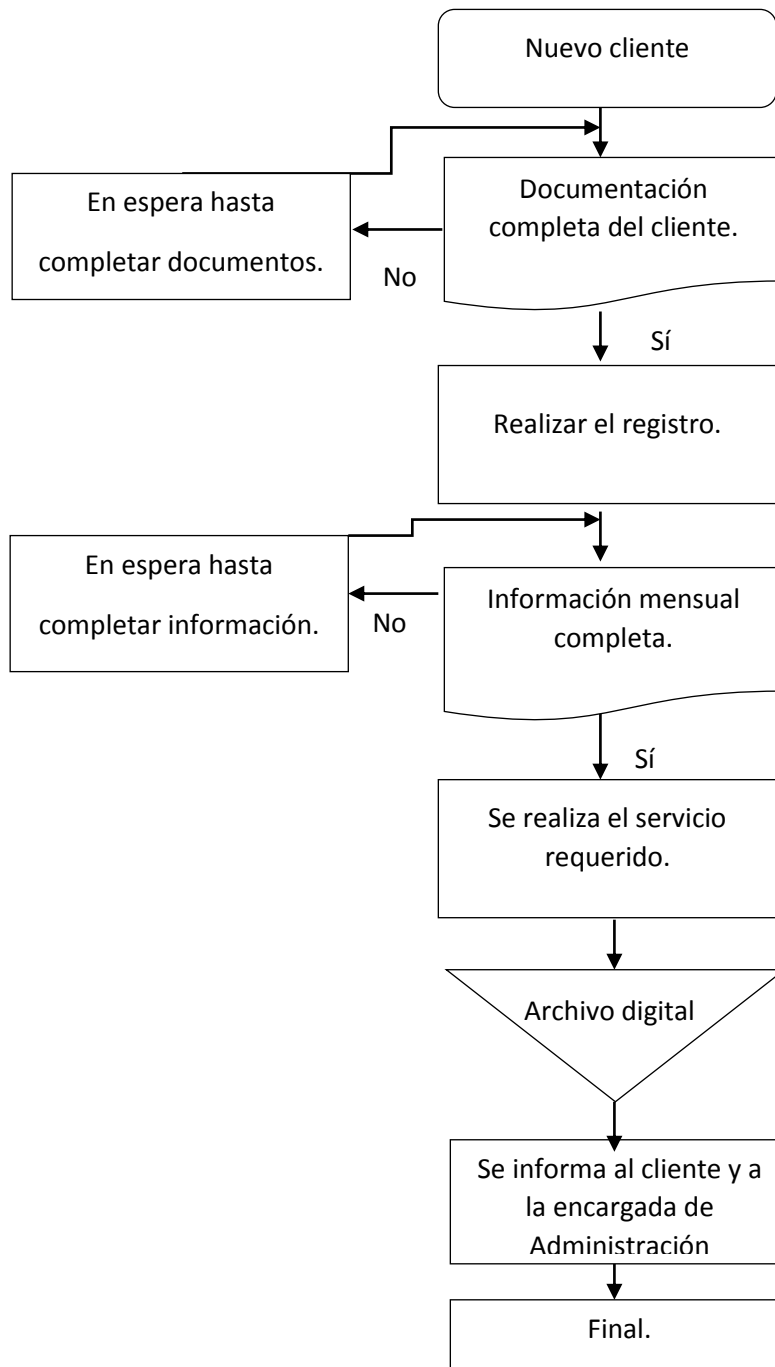 Nuevo cliente
En espera hasta
completar documentos.
Documentación
completa del cliente.
No
Sí
Realizar el registro.
En espera hasta
completar información.
Información mensual
completa.
No
Sí
Se realiza el servicio
requerido.
Archivo digital
Se informa al cliente y a
la encargada de
Administración
Final.